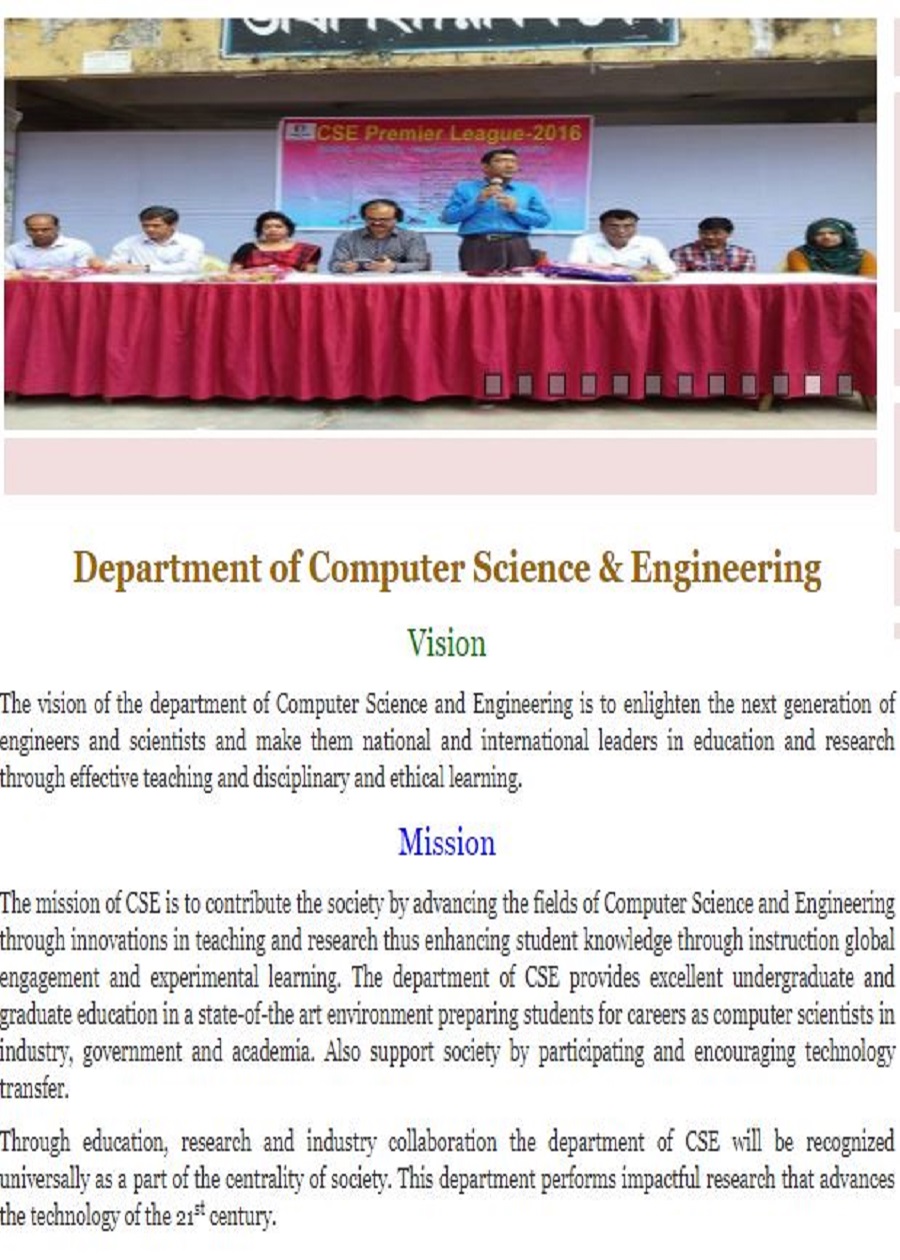 CSE Premier League-2016
Department of Computer Science & Engineering
Vision
The vision of the department of Computer Science and Engineering is to enlighten the next generation of
engineers and scientists and make them national and international leaders in education and research
through effective teaching and disciplinary and ethical learning.
Mission
The mission of CSE is to contribute the society by advancing the fields of Computer Science and Engineering
through innovations in teaching and research thus enhancing student knowledge through instruction global
engagement and experimental learning. The department of CSE provides excellent undergraduate and
graduate education in a state-of-the art environment preparing students for careers as computer scientists in
industry, government and academia. Also support society by participating and encouraging technology
transfer.
Through education, research and industry collaboration the department of CSE will be recognized
universally as a part of the centrality of society. This department performs impactful research that advances
the technology of the 21st century.